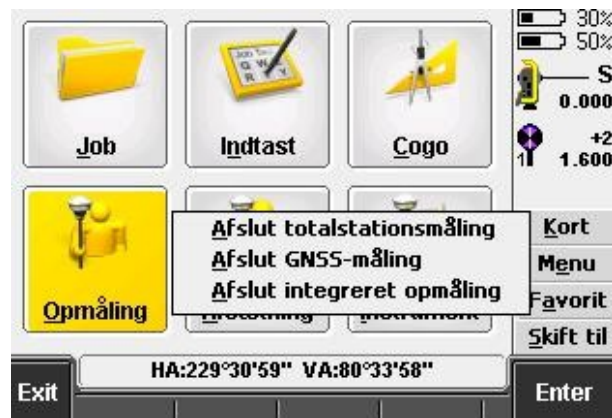 30%
50%
S
0.000
+2
1 1.600
Job
Indtast
Cogo
Afslut totalstationsmåling
Afslut GNSS-måling
Afslut integreret opmåling
Opmåling
Kort
Menu
Favorit
Skift til
HA:229°30'59" VA:80°33'58"
Exit
Enter